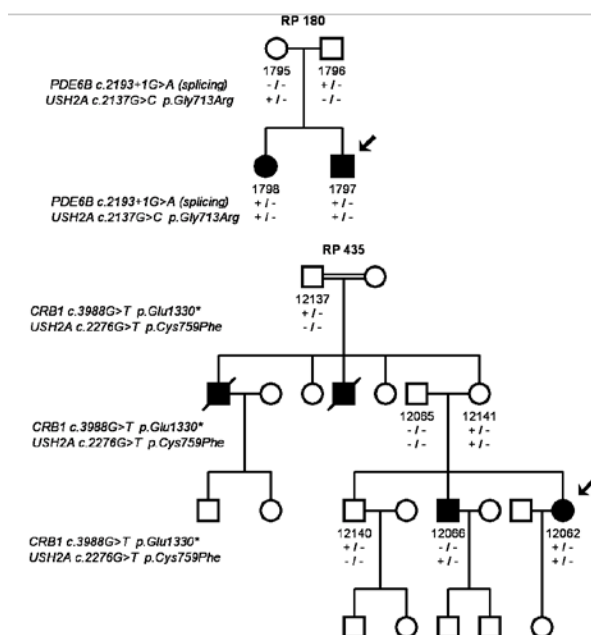 RP 180
1795 1796
PDE6B c.2193+1G>A (splicing) -/- +/-
USH2A c.2137G>C p.Gly713Arg +/- -/-
1798 1797
PDE6B c.2193+1G>A (splicing) +/- +/-
USH2A c.2137G>C p.Gly713Arg +/- +/-
RP 435
12137
CRB1 c.3988G>T p.Glu1330* +/-
USH2A c.2276G>T p.Cys759Phe -/-
12085 12141
CRB1 c.3988G>T p.Glu1330* -/- +/-
USH2A c.2276G>T p.Cys759Phe -/- +/-
12140 12066 12062
CRB1 c.3988G>T p.Glu1330* +/- -/- +/-
USH2A c.2276G>T p.Cys759Phe -/- +/- +/-